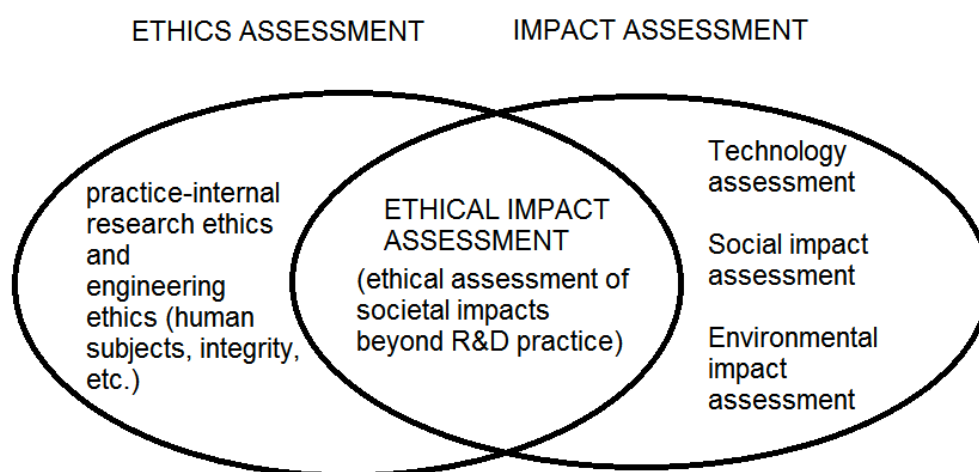 ETHICS ASSESSMENT
IMPACT ASSESSMENT
practice-internal
research ethics
and
engineering
ethics (human
subjects, integrity,
etc.)
ETHICAL IMPACT
ASSESSMENT
(ethical assessment of
societal impacts
beyond R&D practice)
Technology
assessment
Social impact
assessment
Environmental
impact
assessment